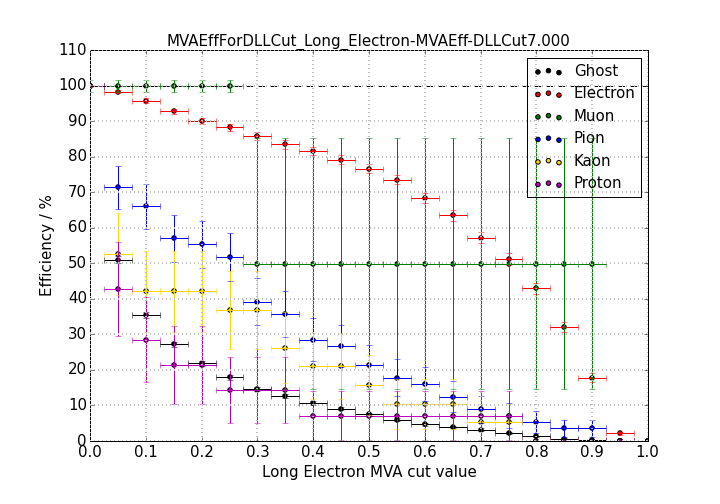 MVAEffForDLLCut_Long_Electron-MVAEff-DLLCut7.000
110
100
90
80
70
60
50
40
30
20
10
0
Efficiency / %
Ghost
Electron
Muon
Pion
Kaon
Proton
0.0 0.1 0.2 0.3 0.4 0.5 0.6 0.7 0.8 0.9 1.0
Long Electron MVA cut value